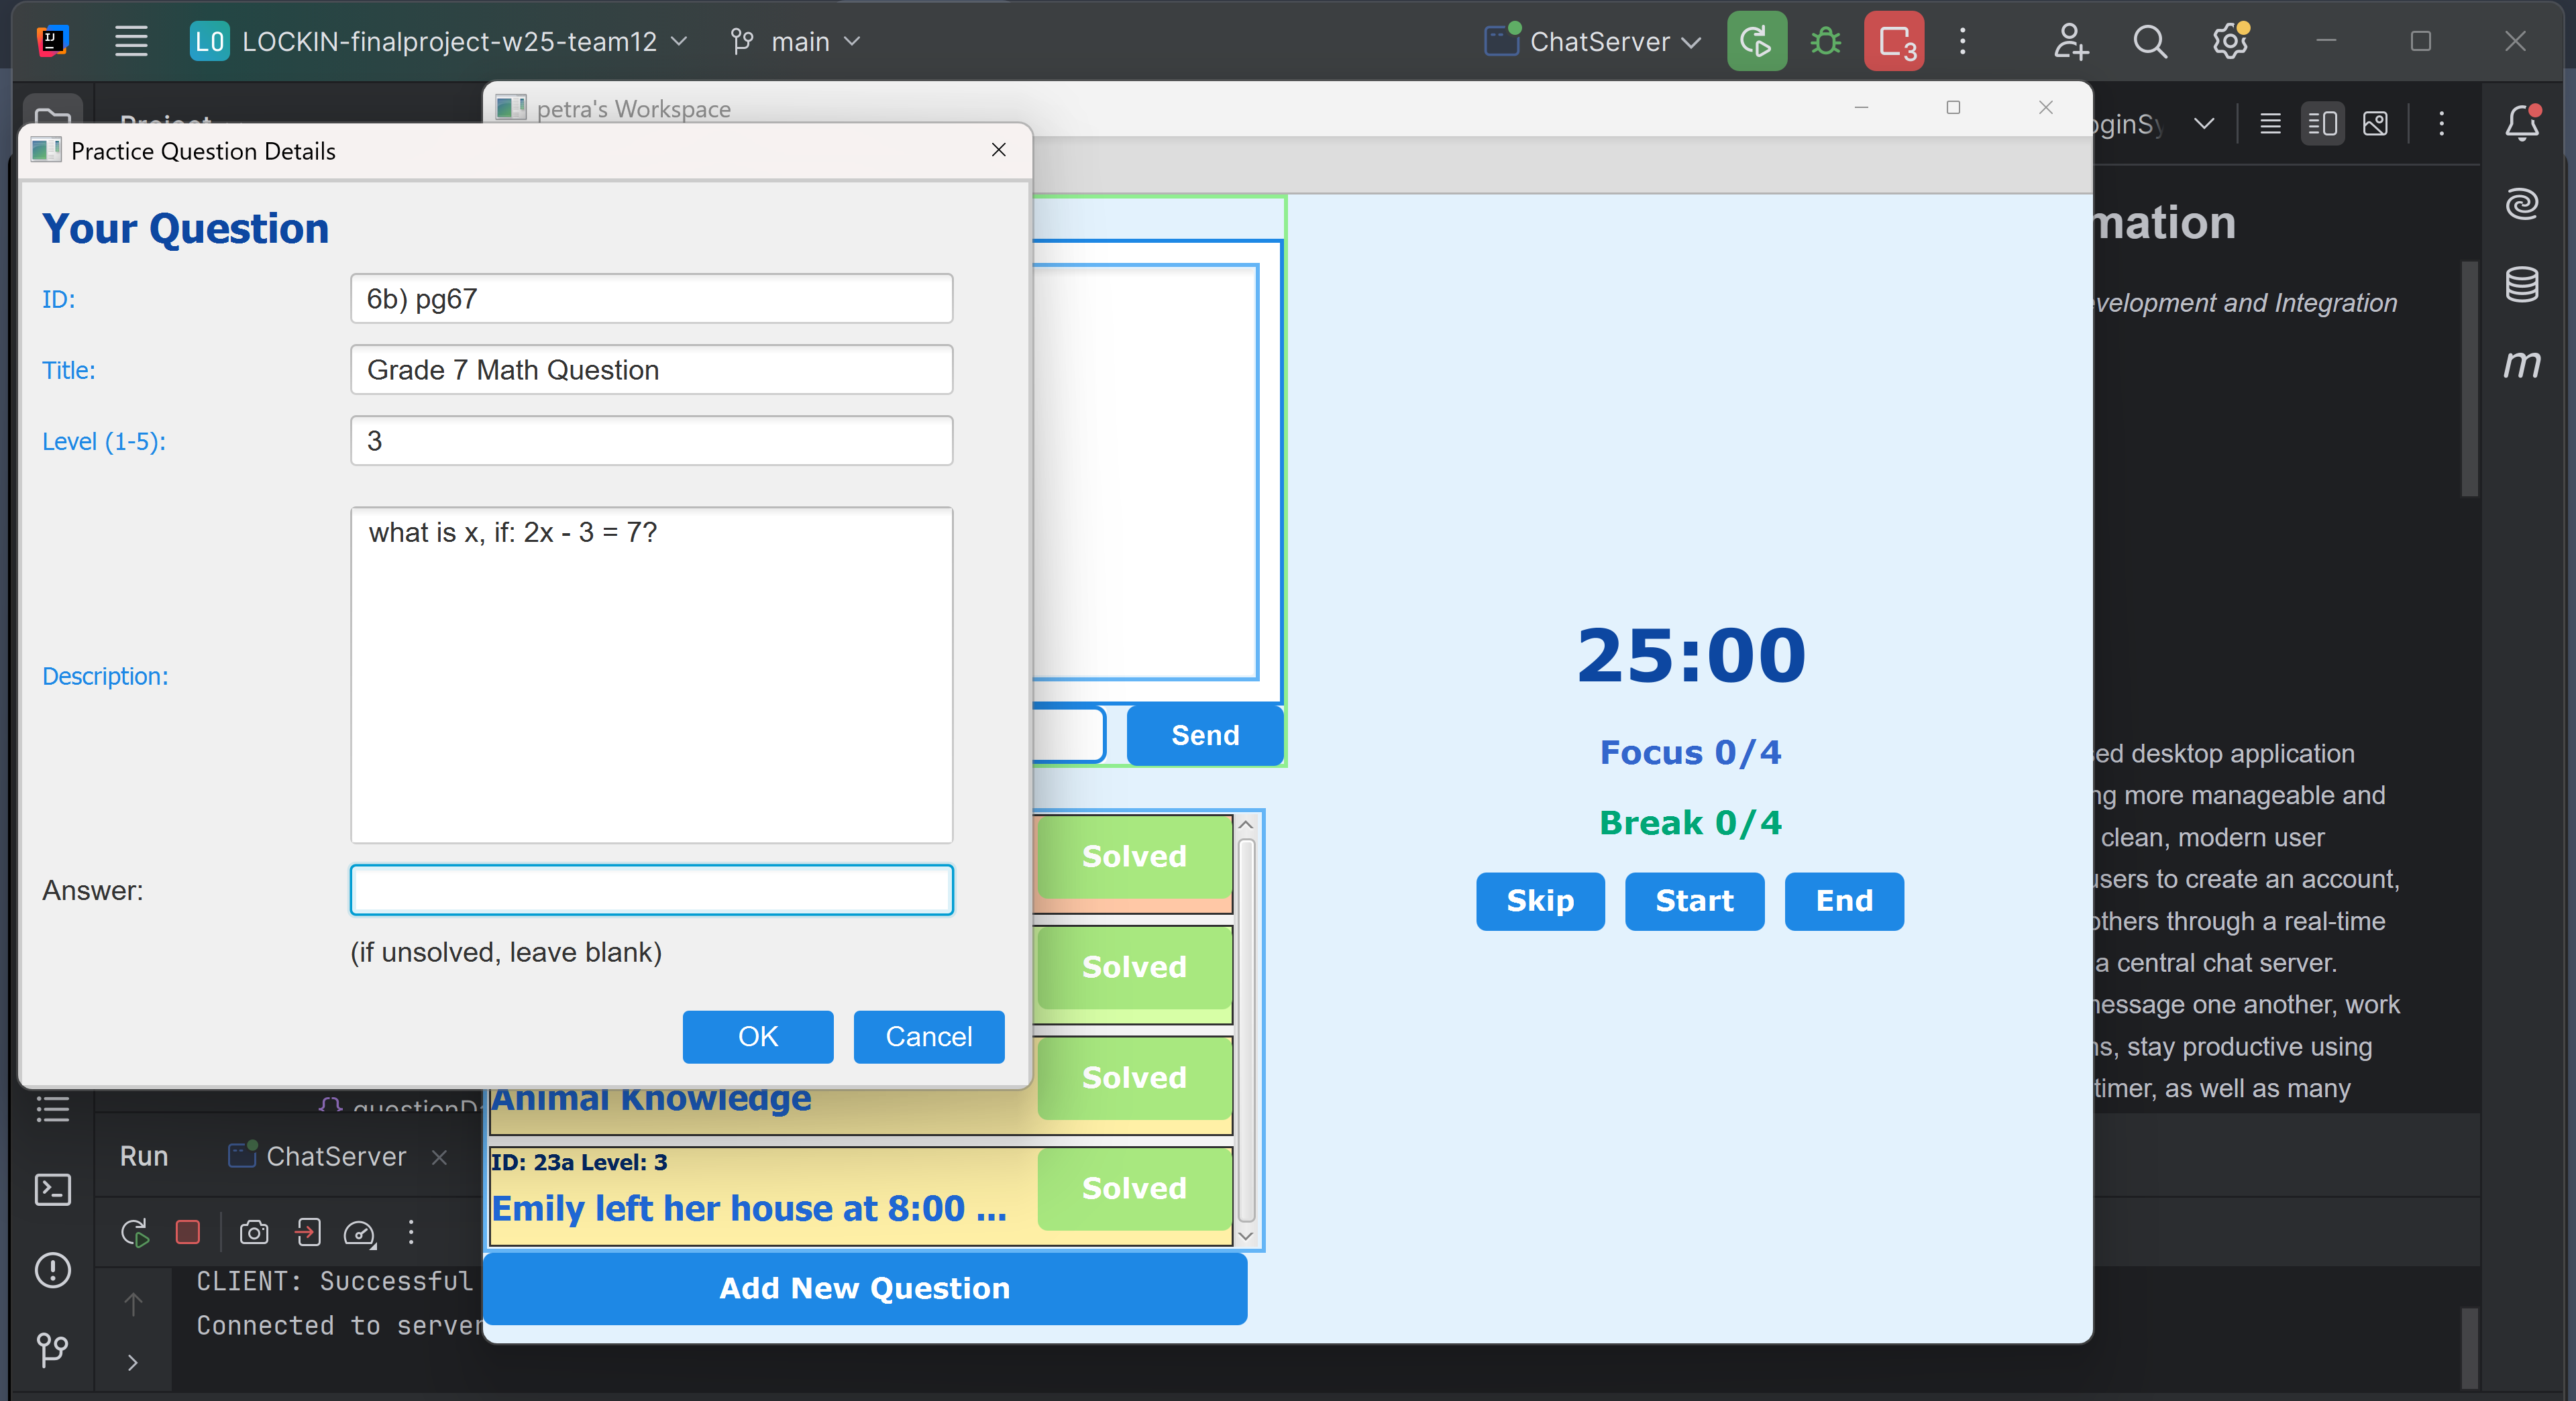 LO LOCKIN-finalproject-w25-team12 main ChatServer 3
petra's Workspace
Practice Question Details
Your Question
ID: 6b) pg67
Title: Grade 7 Math Question
Level (1-5): 3
what is x, if: 2x - 3 = 7?
Description:
Answer:
(if unsolved, leave blank)
OK Cancel
Send
25:00
Focus 0/4
Break 0/4
Skip Start End
Solved
Solved
Solved
Animal Knowledge
ID: 23a Level: 3
Emily left her house at 8:00 ...
Solved
Add New Question
mation
velopment and Integration
ed desktop application
ng more manageable and
clean, modern user
users to create an account,
others through a real-time
a central chat server.
message one another, work
ns, stay productive using
timer, as well as many
m
Run ChatServer
CLIENT: Successful
Connected to server